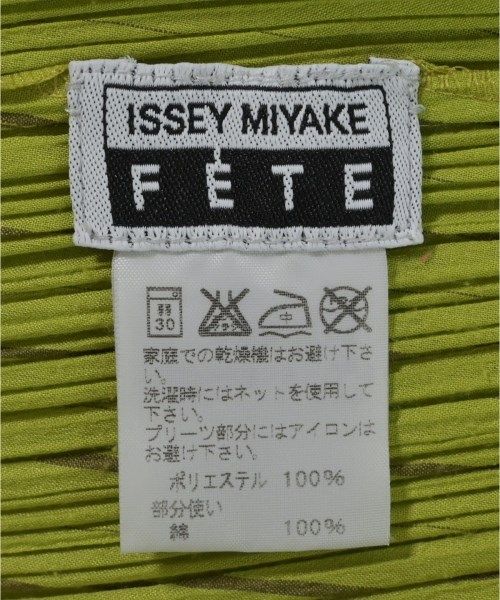 ISSEY MIYAKE
FÊTE
30 中
家庭での乾燥機はお避け下さ
い。
洗濯時にはネットを使用して
下さい。
プリーツ部分にはアイロンは
お避け下さい。
ポリエステル 100%
部分使い
綿 100%